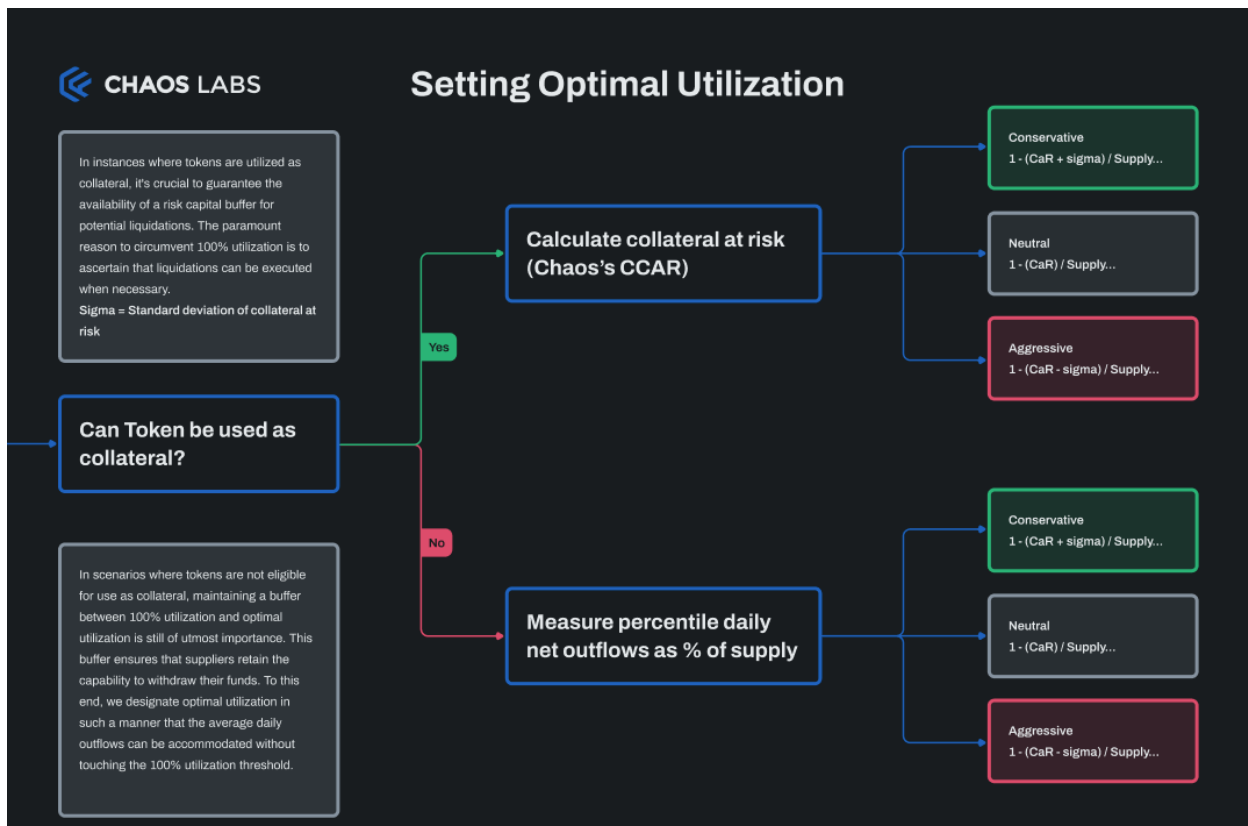 CHAOS LABS
Setting Optimal Utilization
In instances where tokens are utilized as
collateral, it's crucial to guarantee the
availability of a risk capital buffer for
potential liquidations. The paramount
reason to circumvent 100% utilization is to
ascertain that liquidations can be executed
when necessary.
Sigma = Standard deviation of collateral at
risk
Can Token be used as
collateral?
In scenarios where tokens are not eligible
for use as collateral, maintaining a buffer
between 100% utilization and optimal
utilization is still of utmost importance. This
buffer ensures that suppliers retain the
capability to withdraw their funds. To this
end, we designate optimal utilization in
such a manner that the average daily
outflows can be accommodated without
touching the 100% utilization threshold.
Yes
Calculate collateral at risk
(Chaos’s CCAR)
Conservative
1 - (CaR + sigma) / Supply...
Neutral
1 - (CaR) / Supply...
Aggressive
1 - (CaR - sigma) / Supply...
No
Measure percentile daily
net outflows as % of supply
Conservative
1 - (CaR + sigma) / Supply...
Neutral
1 - (CaR) / Supply...
Aggressive
1 - (CaR - sigma) / Supply...